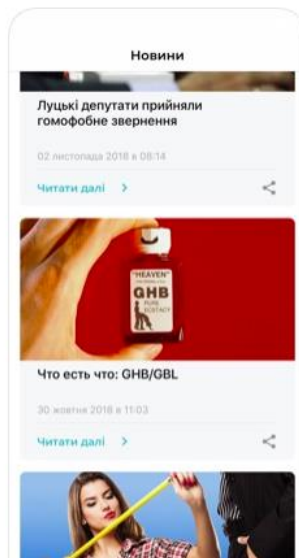 Новини
Луцькі депутати прийняли
гомофобне звернення
02 листопада 2018 в 08:14
Читати далі
"HEAVEN"
GHB
PURE
ECSTACY
Что есть что: GHB/GBL
30 жовтня 2018 в 11:03
Читати далі